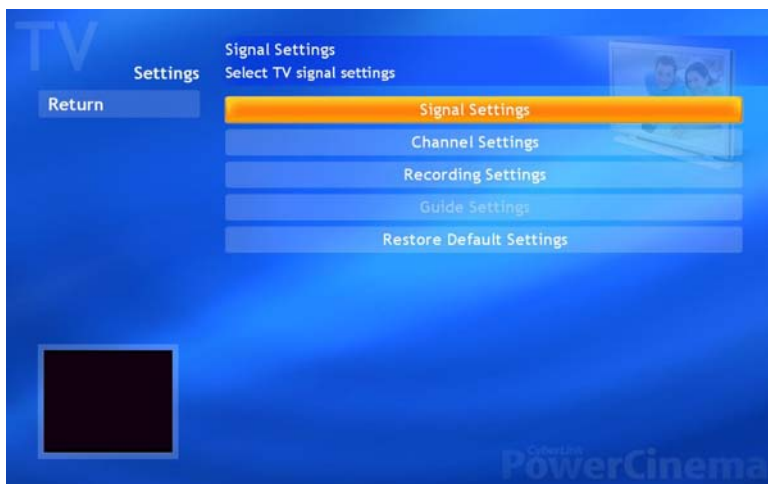 TV
Settings
Return
Signal Settings
Select TV signal settings
Signal Settings
Channel Settings
Recording Settings
Guide Settings
Restore Default Settings
CyberLink
PowerCinema